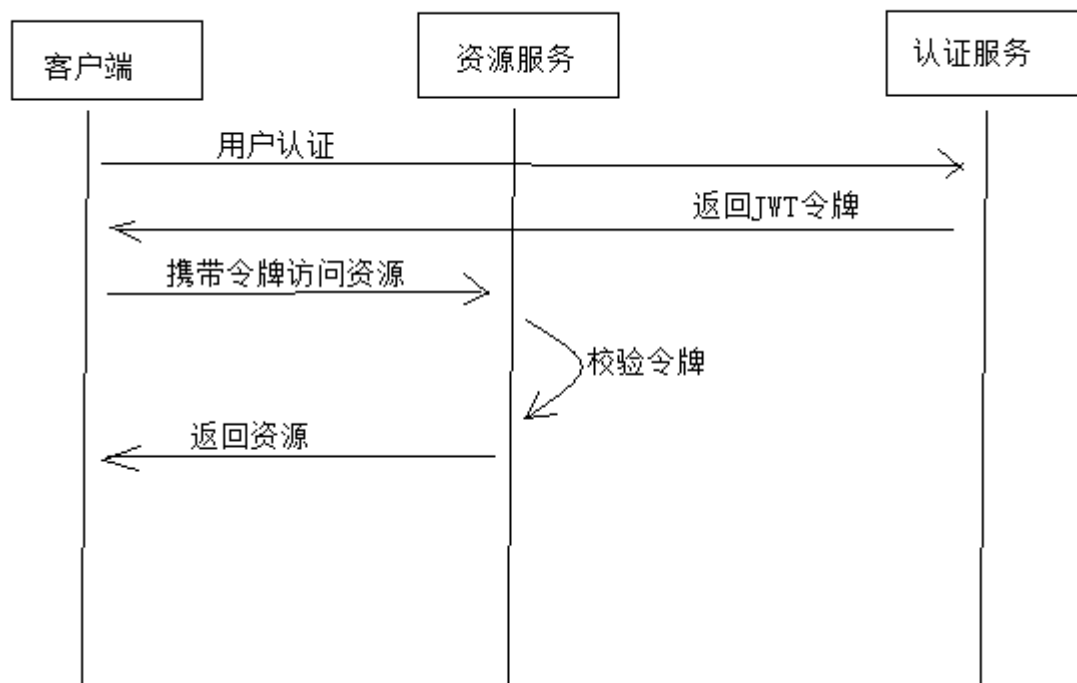 客户端
资源服务
认证服务
用户认证
返回JWT令牌
携带令牌访问资源
校验令牌
返回资源